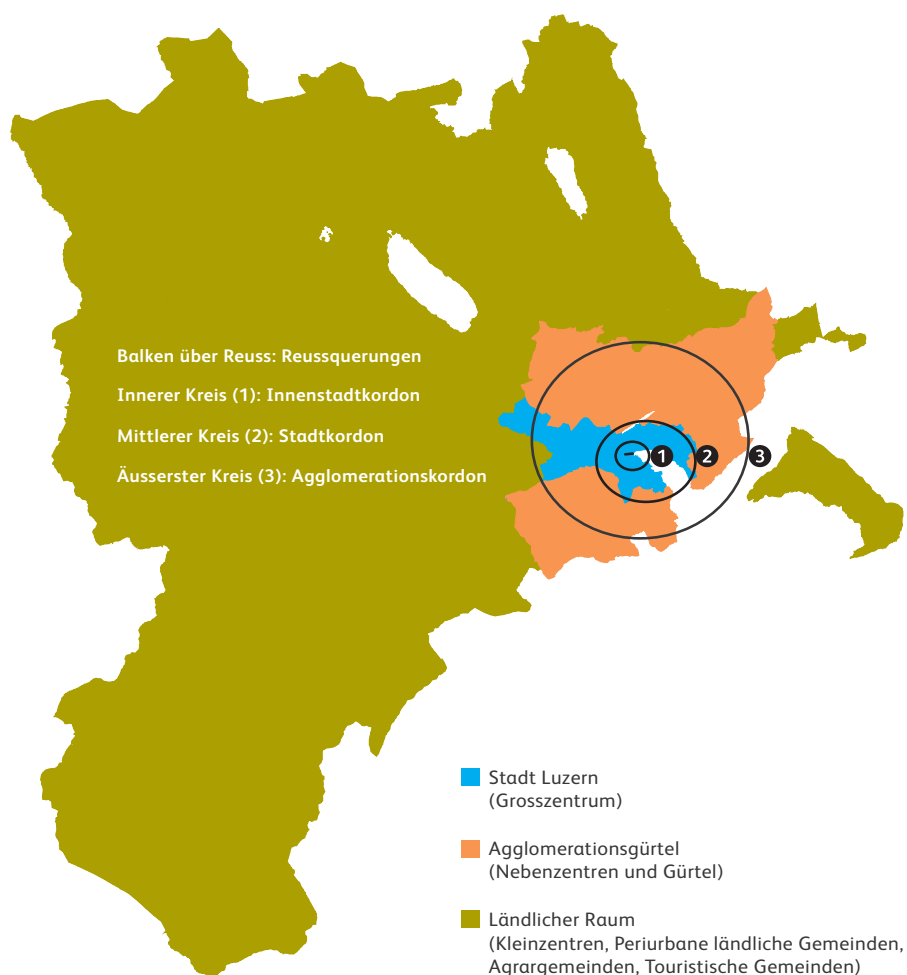 Balken über Reuss: Reussquerungen
Innerer Kreis (1): Innenstadtkordon
Mittlerer Kreis (2): Stadtkordon
Äusserster Kreis (3): Agglomerationskordon
1 2 3
Stadt Luzern
(Grosszentrum)
Agglomerationsgürtel
(Nebenzentren und Gürtel)
Ländlicher Raum
(Kleinzentren, Periurbane ländliche Gemeinden,
Agrargemeinden, Touristische Gemeinden)